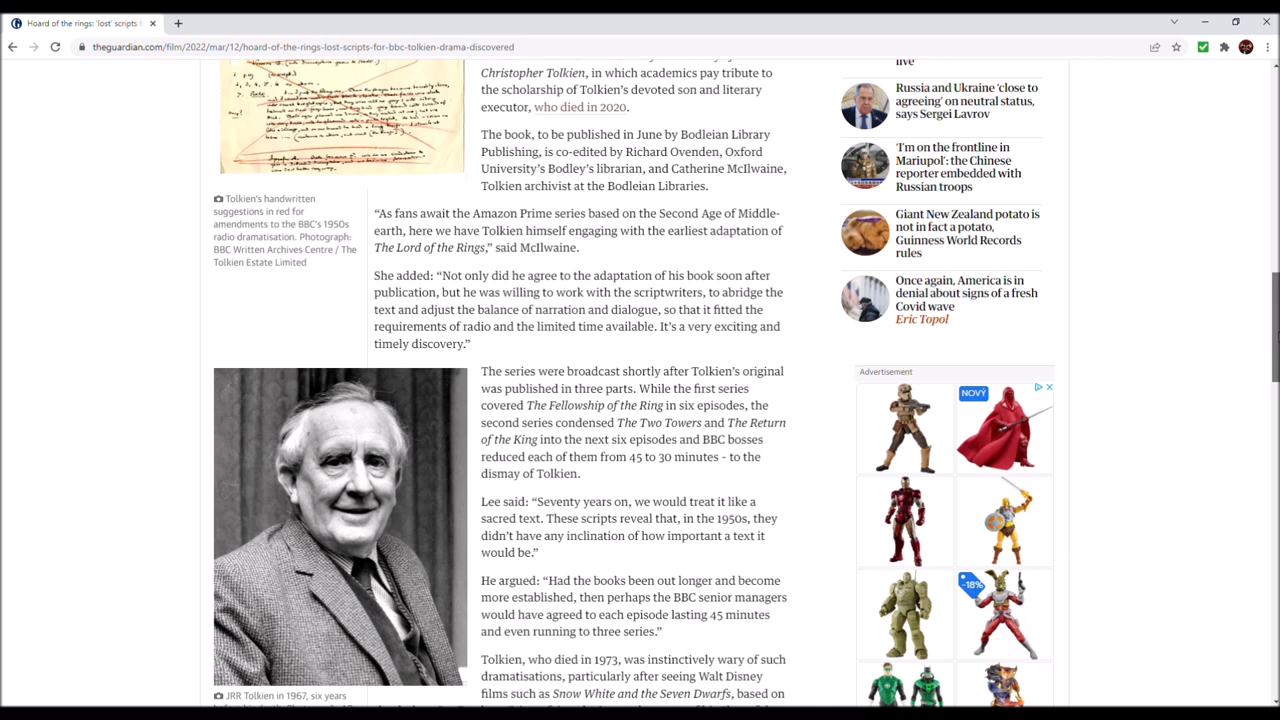 Hoard of the rings: 'lost' scripts f
theguardian.com/film/2022/mar/12/hoard-of-the-rings-lost-scripts-for-bbc-tolkien-drama-discovered
Christopher Tolkien, in which academics pay tribute to
the scholarship of Tolkien's devoted son and literary
executor, who died in 2020.
The book, to be published in June by Bodleian Library
Publishing, is co-edited by Richard Ovenden, Oxford
University's Bodley's librarian, and Catherine McIlwaine,
Tolkien archivist at the Bodleian Libraries.
Tolkien's handwritten
suggestions in red for
amendments to the BBC's 1950s
radio dramatisation. Photograph:
BBC Written Archives Centre / The
Tolkien Estate Limited
“As fans await the Amazon Prime series based on the Second Age of Middle-
earth, here we have Tolkien himself engaging with the earliest adaptation of
The Lord of the Rings,” said McIlwaine.
She added: “Not only did he agree to the adaptation of his book soon after
publication, but he was willing to work with the scriptwriters, to abridge the
text and adjust the balance of narration and dialogue, so that it fitted the
requirements of radio and the limited time available. It's a very exciting and
timely discovery.”
The series were broadcast shortly after Tolkien's original
was published in three parts. While the first series
covered The Fellowship of the Ring in six episodes, the
second series condensed The Two Towers and The Return
of the King into the next six episodes and BBC bosses
reduced each of them from 45 to 30 minutes – to the
dismay of Tolkien.
Lee said: “Seventy years on, we would treat it like a
sacred text. These scripts reveal that, in the 1950s, they
didn't have any inclination of how important a text it
would be.”
He argued: “Had the books been out longer and become
more established, then perhaps the BBC senior managers
would have agreed to each episode lasting 45 minutes
and even running to three series.”
Tolkien, who died in 1973, was instinctively wary of such
dramatisations, particularly after seeing Walt Disney
films such as Snow White and the Seven Dwarfs, based on
JRR Tolkien in 1967, six years
live
Russia and Ukraine ‘close to
agreeing’ on neutral status,
says Sergei Lavrov
‘I'm on the frontline in
Mariupol’: the Chinese
reporter embedded with
Russian troops
Giant New Zealand potato is
not in fact a potato,
Guinness World Records
rules
Once again, America is in
denial about signs of a fresh
Covid wave
Eric Topol
Advertisement
NOVÝ
-18%